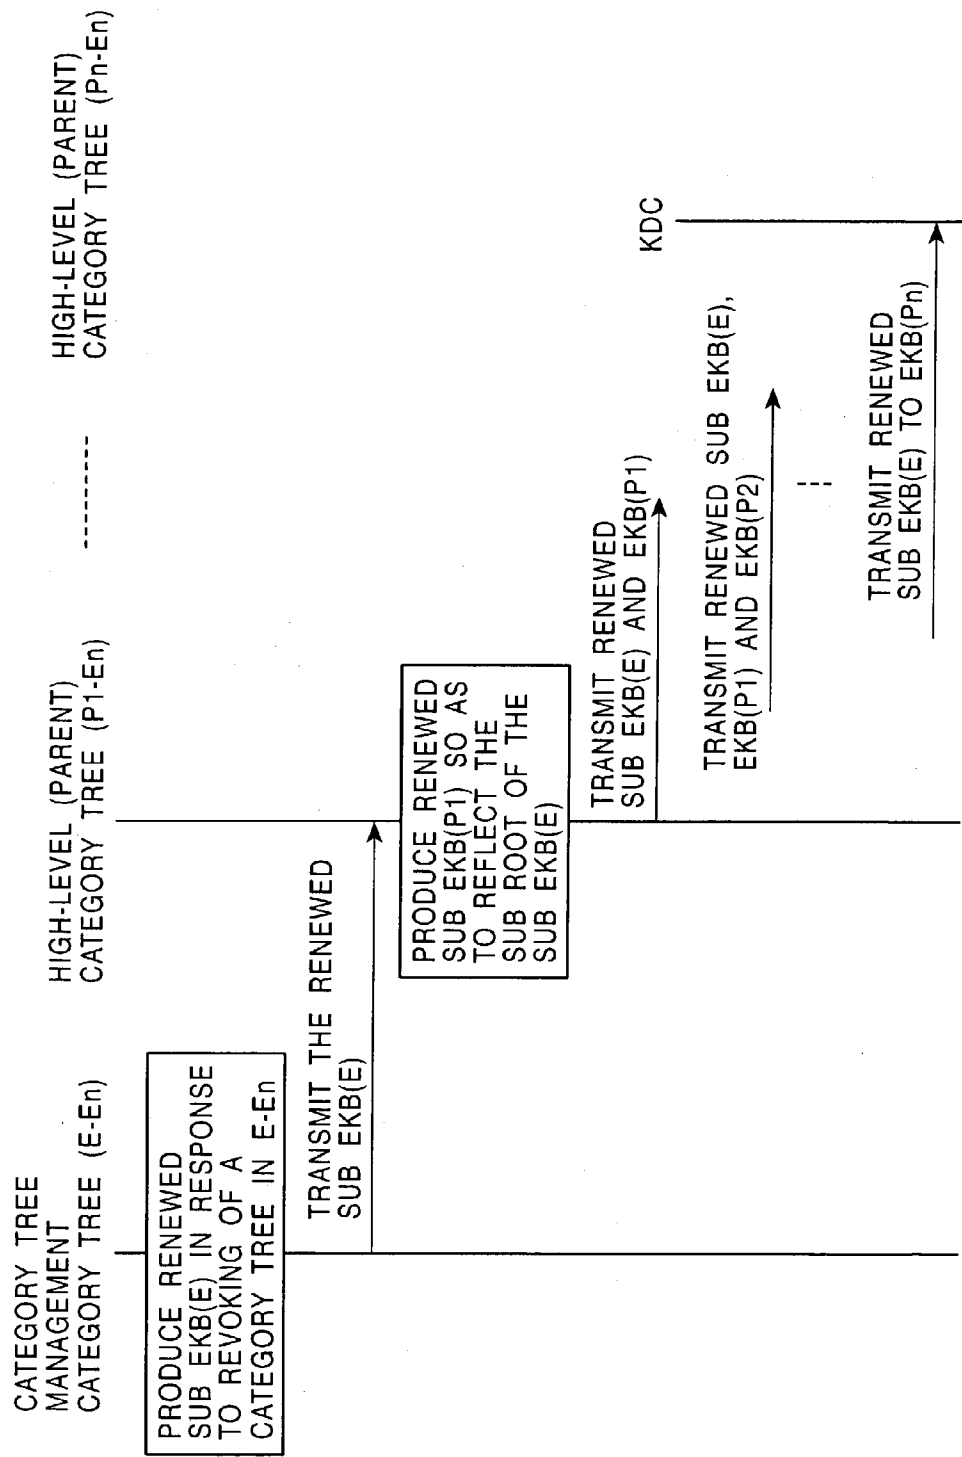 CATEGORY TREE
MANAGEMENT
CATEGORY TREE (E-En)
HIGH-LEVEL (PARENT)
CATEGORY TREE (P1-En)
---------
HIGH-LEVEL (PARENT)
CATEGORY TREE (Pn-En)
PRODUCE RENEWED
SUB EKB(E) IN RESPONSE
TO REVOKING OF A
CATEGORY TREE IN E-En
TRANSMIT THE RENEWED
SUB EKB(E)
PRODUCE RENEWED
SUB EKB(P1) SO AS
TO REFLECT THE
SUB ROOT OF THE
SUB EKB(E)
KDC
TRANSMIT RENEWED
SUB EKB(E) AND EKB(P1)
TRANSMIT RENEWED SUB EKB(E),
EKB(P1) AND EKB(P2)
---
TRANSMIT RENEWED
SUB EKB(E) TO EKB(Pn)